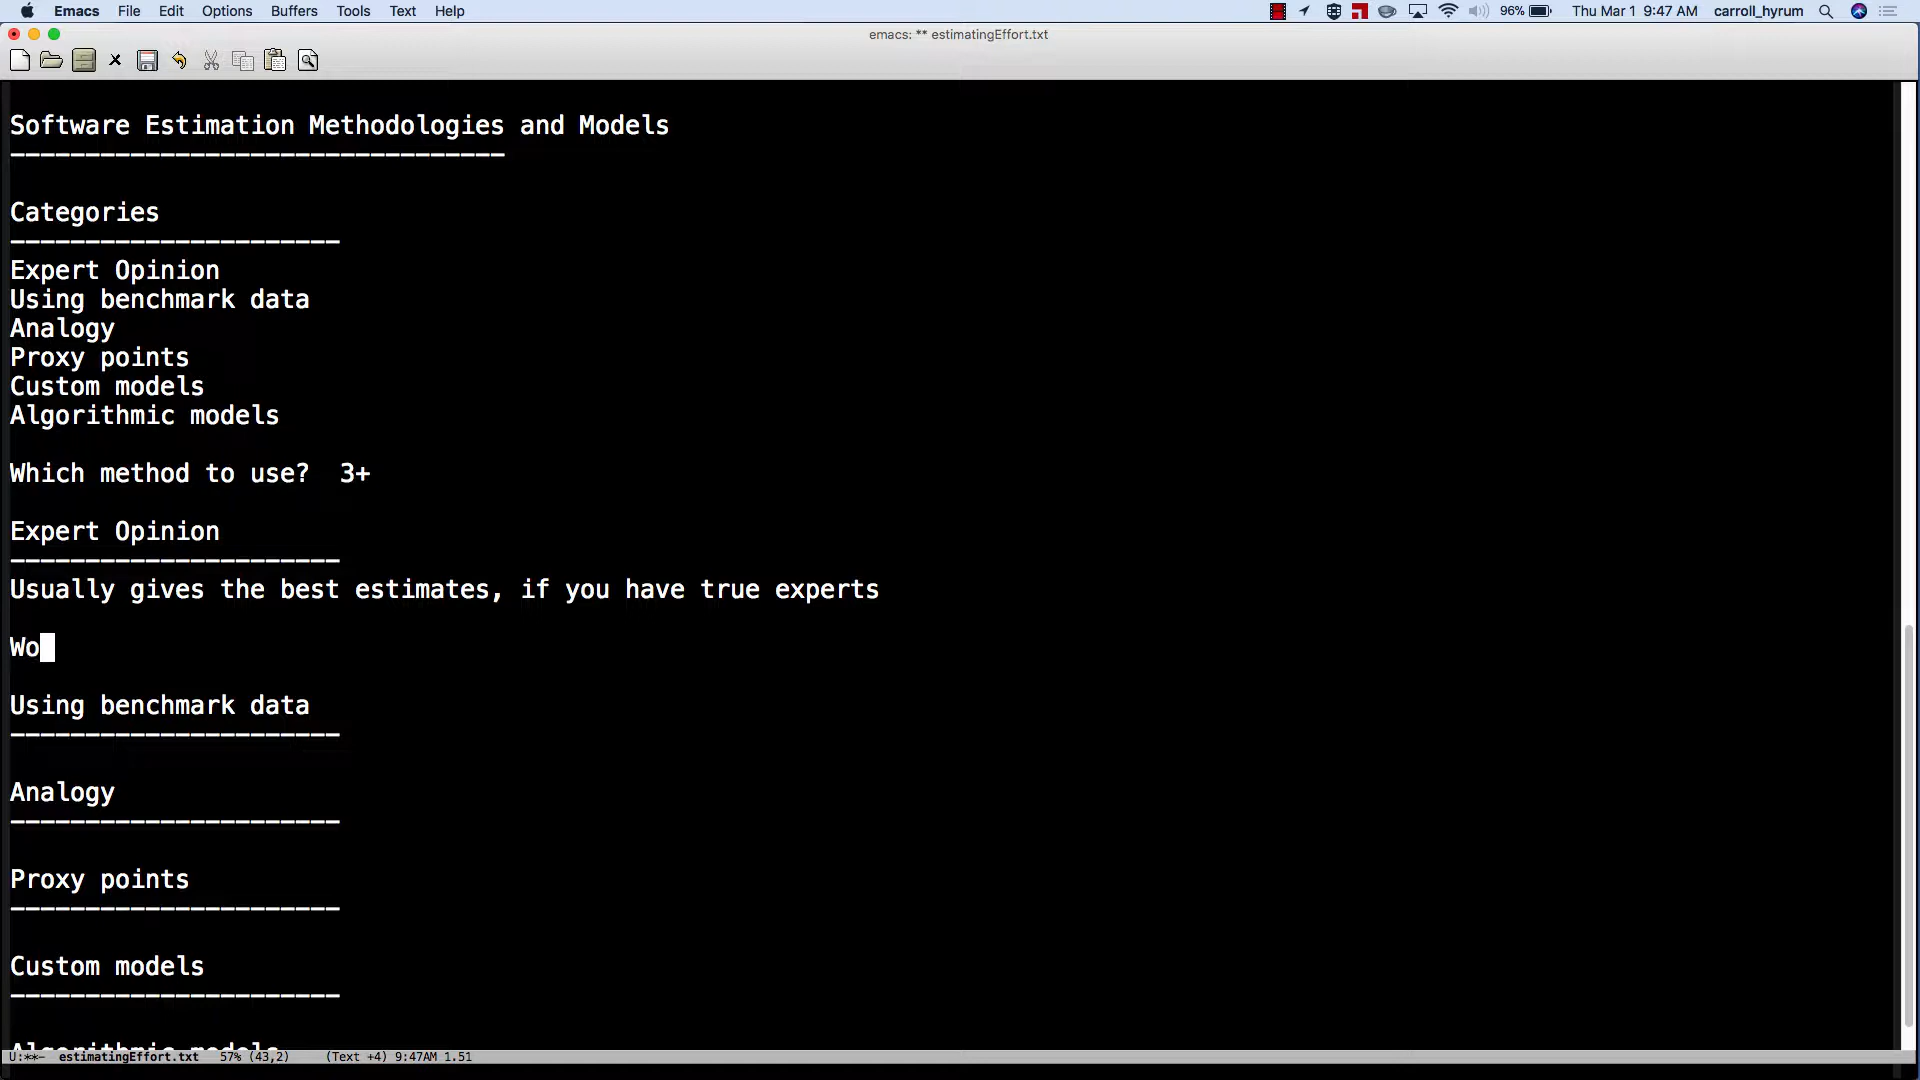 Emacs File Edit Options Buffers Tools Text Help 96% Thu Mar 1 9:47 AM carroll_hyrum
emacs: ** estimatingEffort.txt
Software Estimation Methodologies and Models
---------------------------------
Categories
----------------------
Expert Opinion
Using benchmark data
Analogy
Proxy points
Custom models
Algorithmic models
Which method to use?  3+
Expert Opinion
----------------------
Usually gives the best estimates, if you have true experts
Wo
Using benchmark data
----------------------
Analogy
----------------------
Proxy points
----------------------
Custom models
----------------------
Algorithmic models
U:**- estimatingEffort.txt 57% (43,2) (Text +4) 9:47AM 1.51